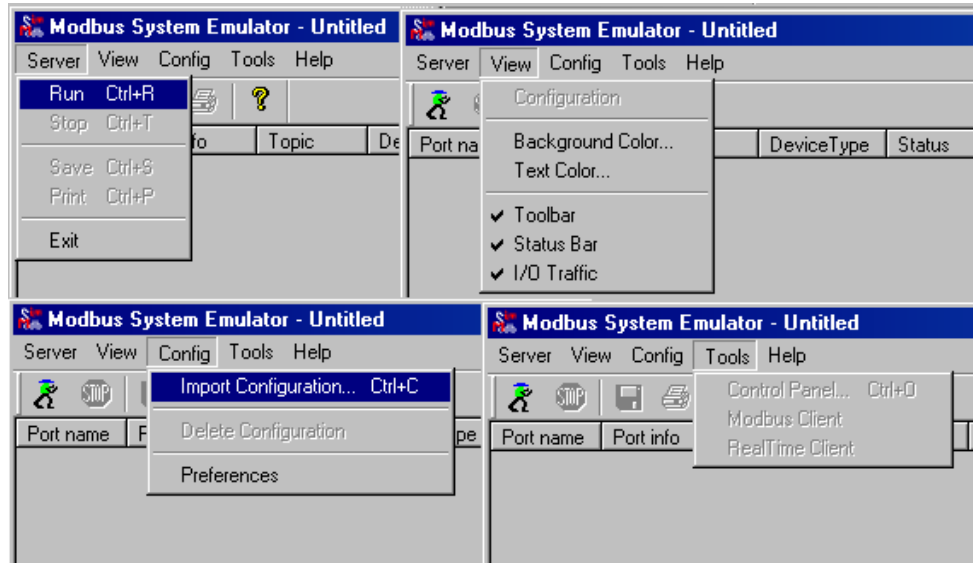 Modbus System Emulator - Untitled
Server View Config Tools Help
Run Ctrl+R
Stop Ctrl+T
Topic
Save Ctrl+S
Print Ctrl+P
Exit
Modbus System Emulator - Untitled
Server View Config Tools Help
Configuration
Port na DeviceType Status
Background Color...
Text Color...
Toolbar
Status Bar
I/O Traffic
Modbus System Emulator - Untitled
Server View Config Tools Help
STOP
Import Configuration... Ctrl+C
Port name
Delete Configuration
Preferences
Modbus System Emulator - Untitled
Server View Config Tools Help
STOP
Control Panel... Ctrl+O
Modbus Client
Port name Port info
RealTime Client